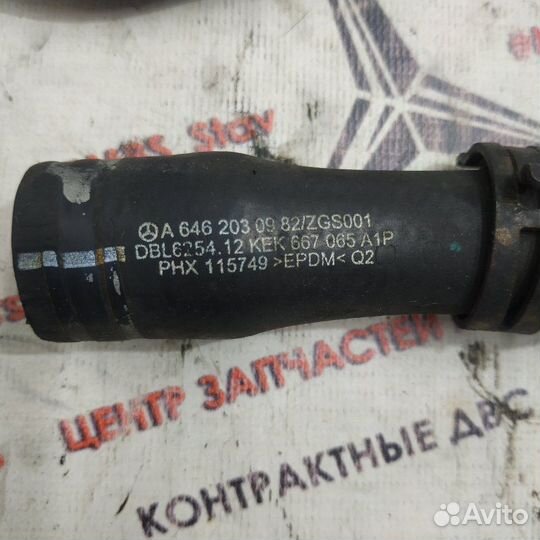 MB_Stav
A 646 203 09 82/ZGS001
DBL6254.12 KEK 667 065 A1P
PHX 115749 >EPDM< Q2
ЦЕНТР ЗАПЧАСТЕЙ
КОНТРАКТНЫЕ ДВС
Avito